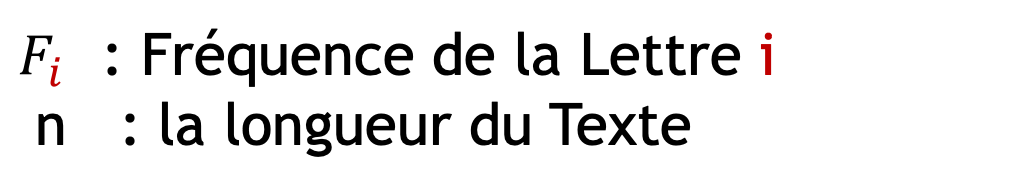 Fᵢ : Fréquence de la Lettre i
n : la longueur du Texte